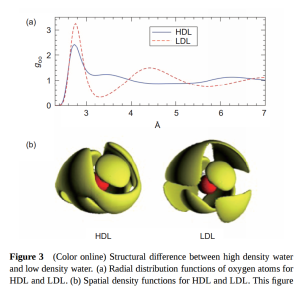 (a)
HDL
LDL
3
2
1
0
g_OO
3 4 5 6 7
Å
(b)
HDL LDL
Figure 3 (Color online) Structural difference between high density water
and low density water. (a) Radial distribution functions of oxygen atoms for
HDL and LDL. (b) Spatial density functions for HDL and LDL. This figure